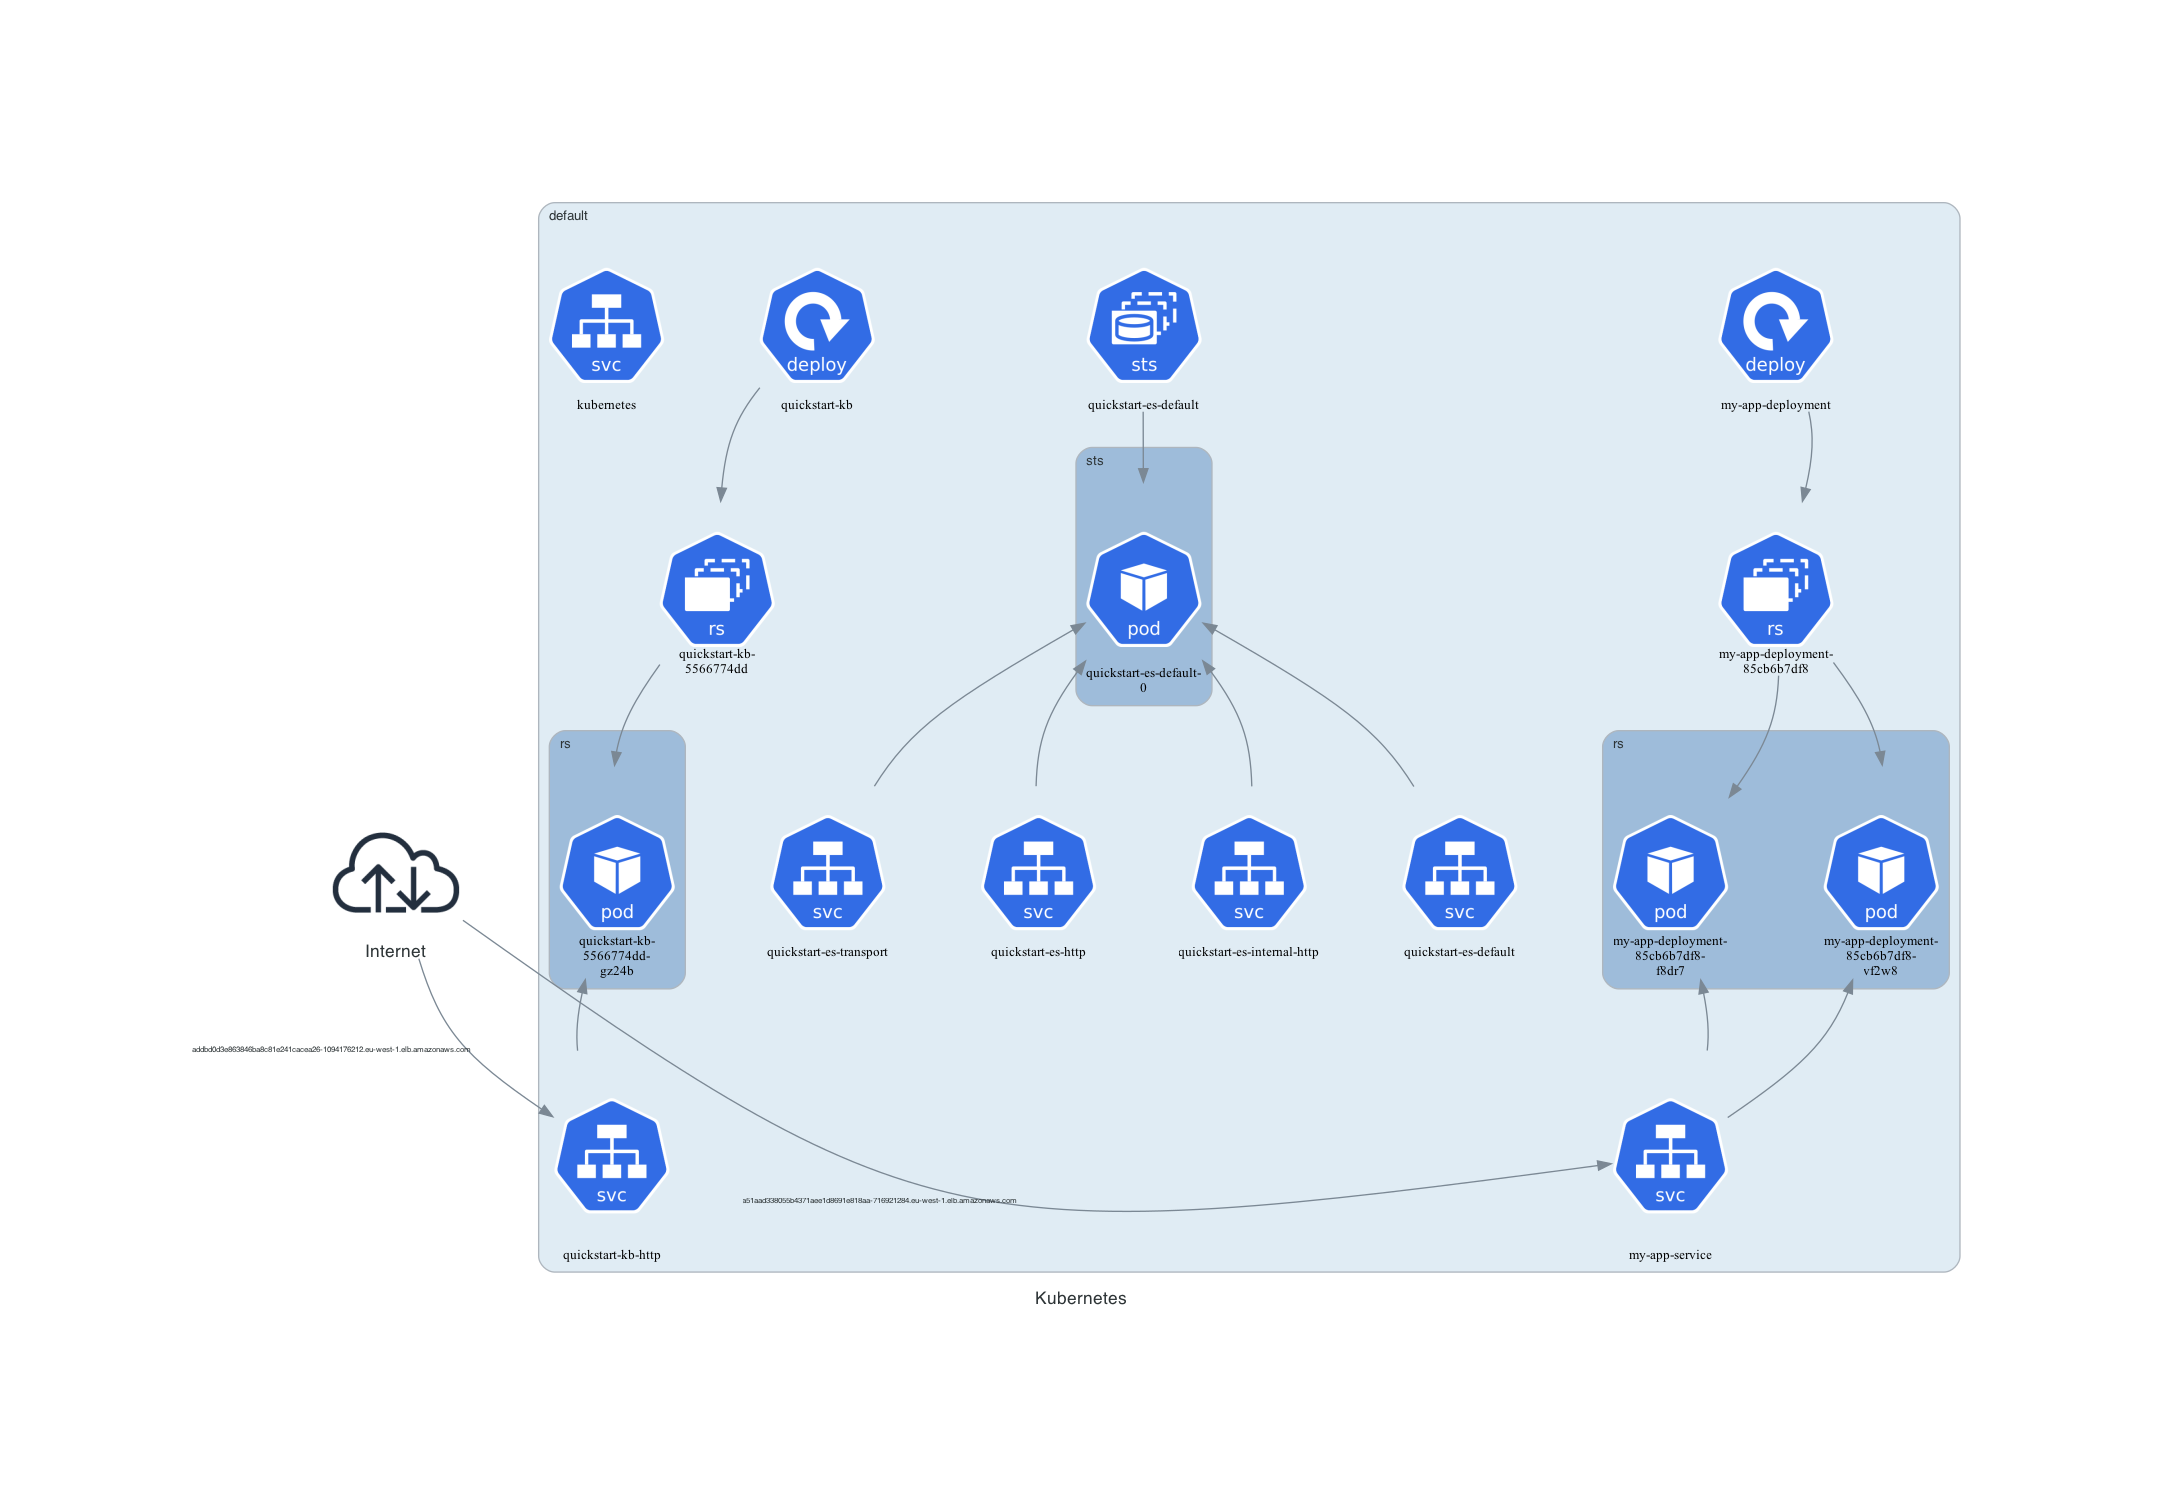 default
svc
deploy
sts
deploy
kubernetes
quickstart-kb
quickstart-es-default
my-app-deployment
sts
rs
pod
rs
quickstart-kb-
5566774dd
quickstart-es-default-
0
my-app-deployment-
85cb6b7df8
rs
rs
pod
svc
svc
svc
svc
pod
pod
Internet
quickstart-kb-
5566774dd-
gz24b
quickstart-es-transport
quickstart-es-http
quickstart-es-internal-http
quickstart-es-default
my-app-deployment-
85cb6b7df8-
f8dr7
my-app-deployment-
85cb6b7df8-
vf2w8
addbd0d3e863846ba8c81e241cacea26-1094176212.eu-west-1.elb.amazonaws.com
svc
a51aad338055b4371aee1d8691e818aa-716921284.eu-west-1.elb.amazonaws.com
svc
quickstart-kb-http
my-app-service
Kubernetes